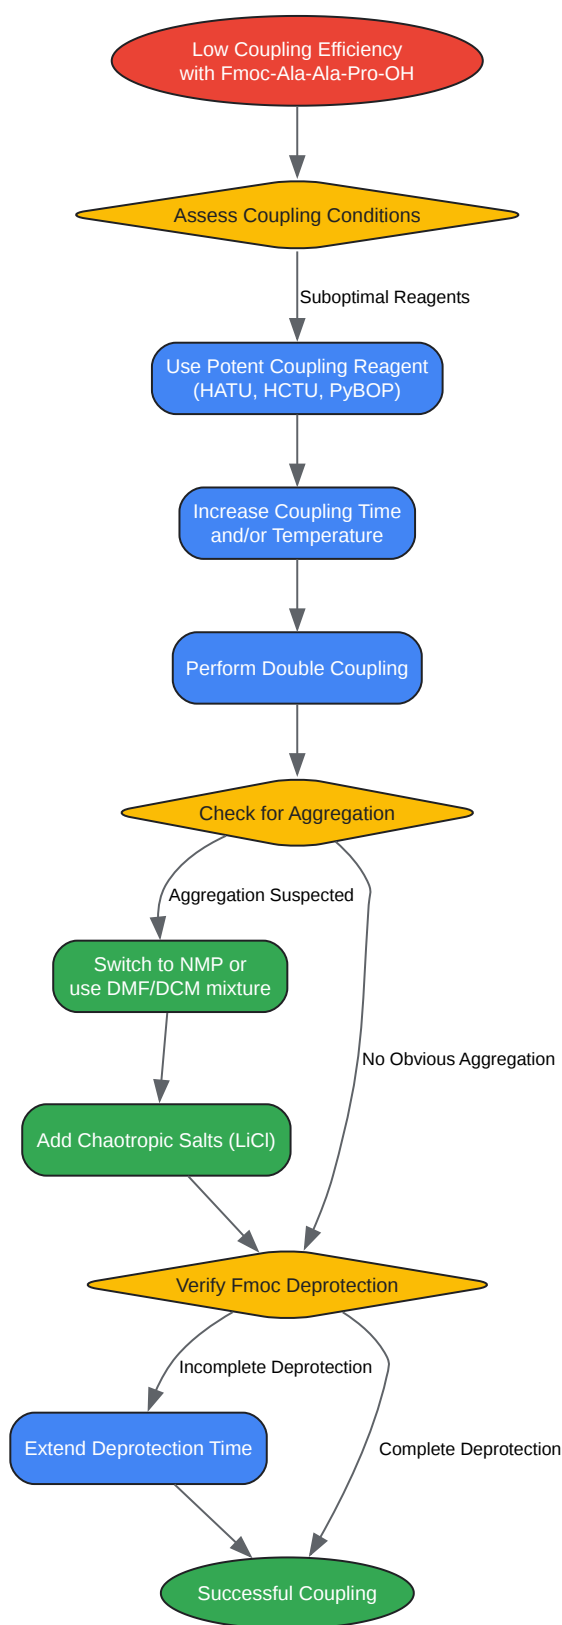 Low Coupling Efficiency
with Fmoc-Ala-Ala-Pro-OH
Assess Coupling Conditions
Suboptimal Reagents
Use Potent Coupling Reagent
(HATU, HCTU, PyBOP)
Increase Coupling Time
and/or Temperature
Perform Double Coupling
Check for Aggregation
Aggregation Suspected
Switch to NMP or
use DMF/DCM mixture
No Obvious Aggregation
Add Chaotropic Salts (LiCl)
Verify Fmoc Deprotection
Incomplete Deprotection
Extend Deprotection Time
Complete Deprotection
Successful Coupling